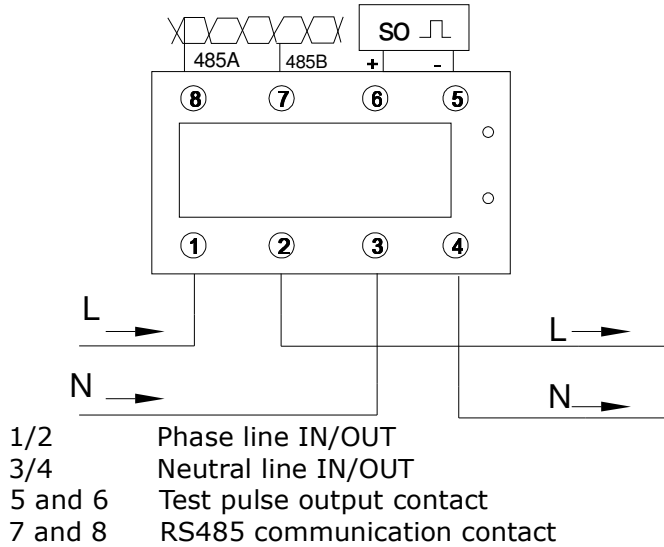 SO
485A 485B + -
8 7 6 5
1 2 3 4
L L
N N
1/2 Phase line IN/OUT
3/4 Neutral line IN/OUT
5 and 6 Test pulse output contact
7 and 8 RS485 communication contact